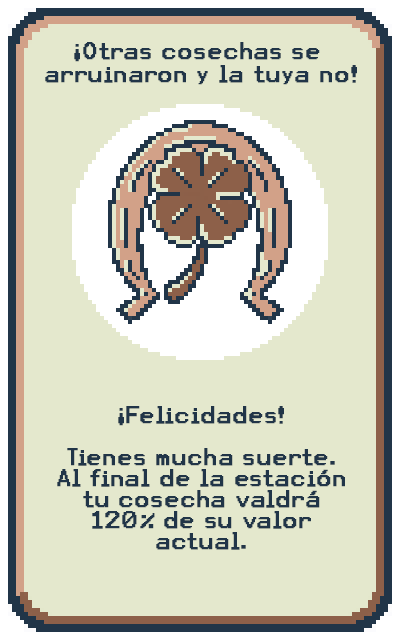 ¡Otras cosechas se
arruinaron y la tuya no!
¡Felicidades!
Tienes mucha suerte.
Al final de la estación
tu cosecha valdrá
120% de su valor
actual.